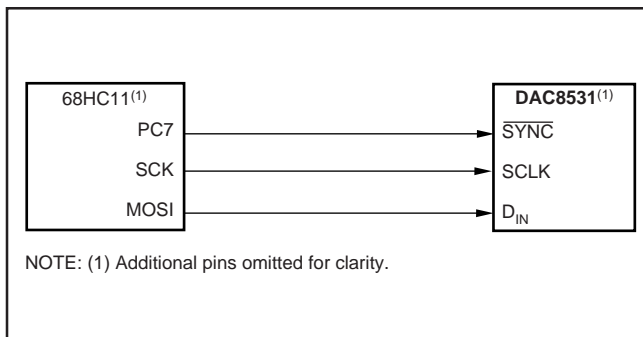 68HC11(1)
PC7
SCK
MOSI
DAC8531(1)
SYNC
SCLK
DIN
NOTE: (1) Additional pins omitted for clarity.